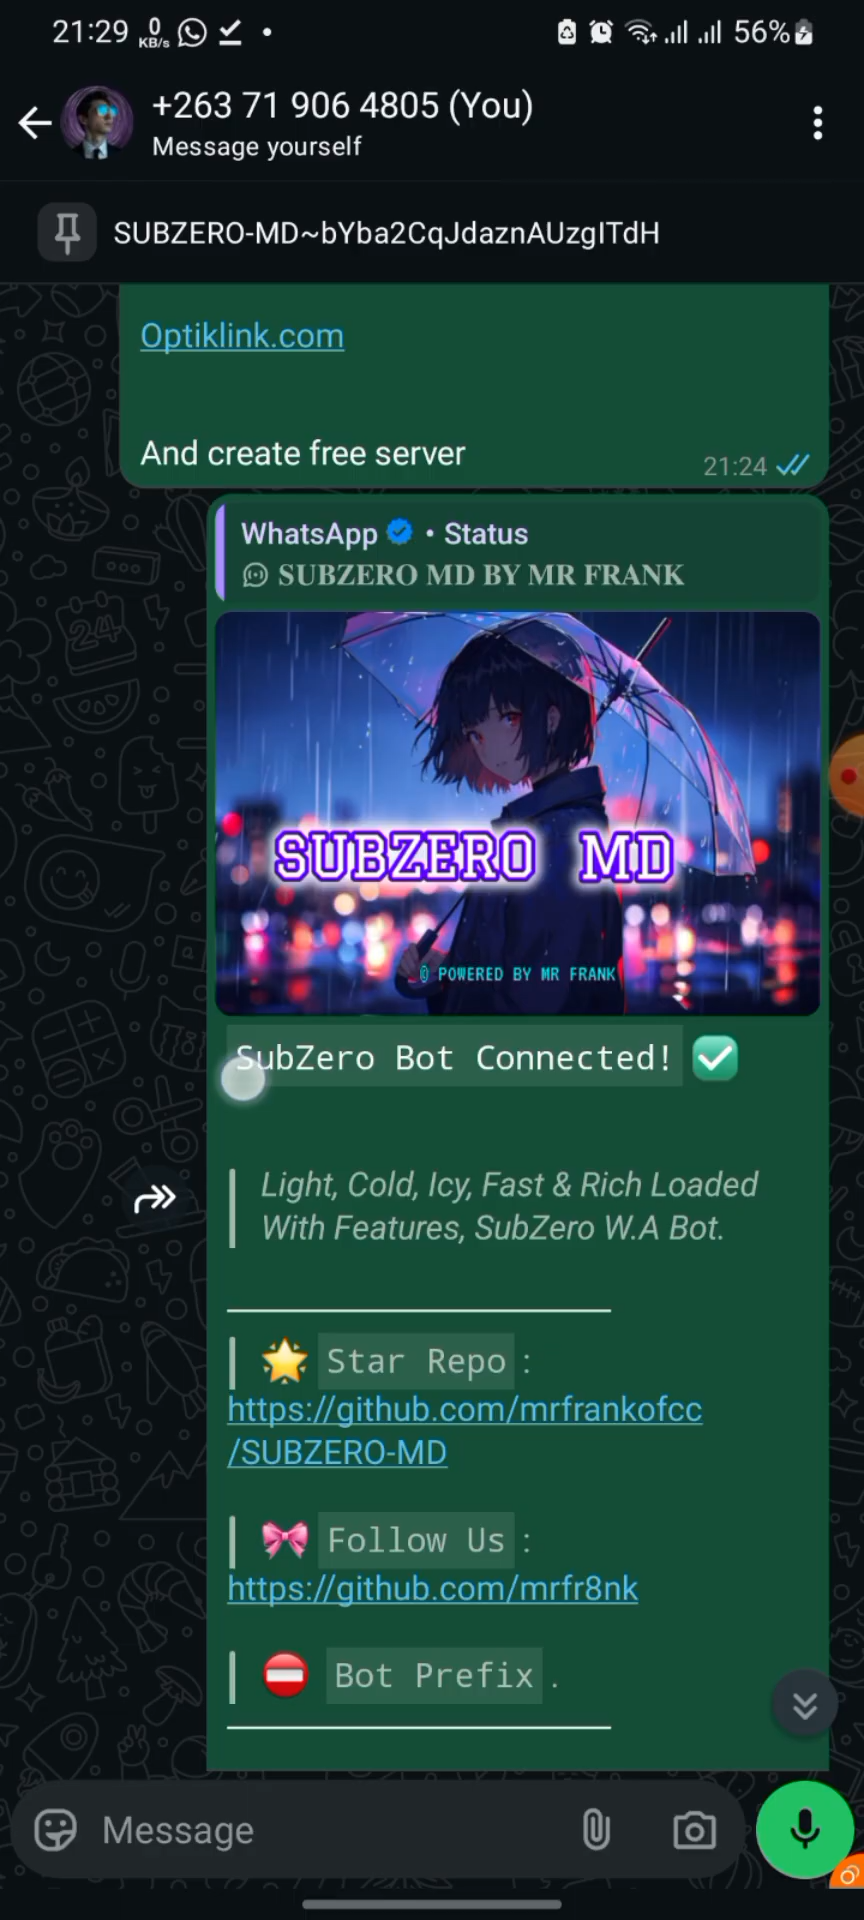 21:29 0 KB/s 56%
+263 71 906 4805 (You)
Message yourself
SUBZERO-MD~bYba2CqJdaznAUzgITdH
Optiklink.com
And create free server
21:24
WhatsApp • Status
SUBZERO MD BY MR FRANK
SUBZERO MD
© POWERED BY MR FRANK
SubZero Bot Connected! ✅
Light, Cold, Icy, Fast & Rich Loaded
With Features, SubZero W.A Bot.
🌟 Star Repo :
https://github.com/mrfrankofcc
/SUBZERO-MD
🎀 Follow Us :
https://github.com/mrfr8nk
⛔ Bot Prefix .
Message